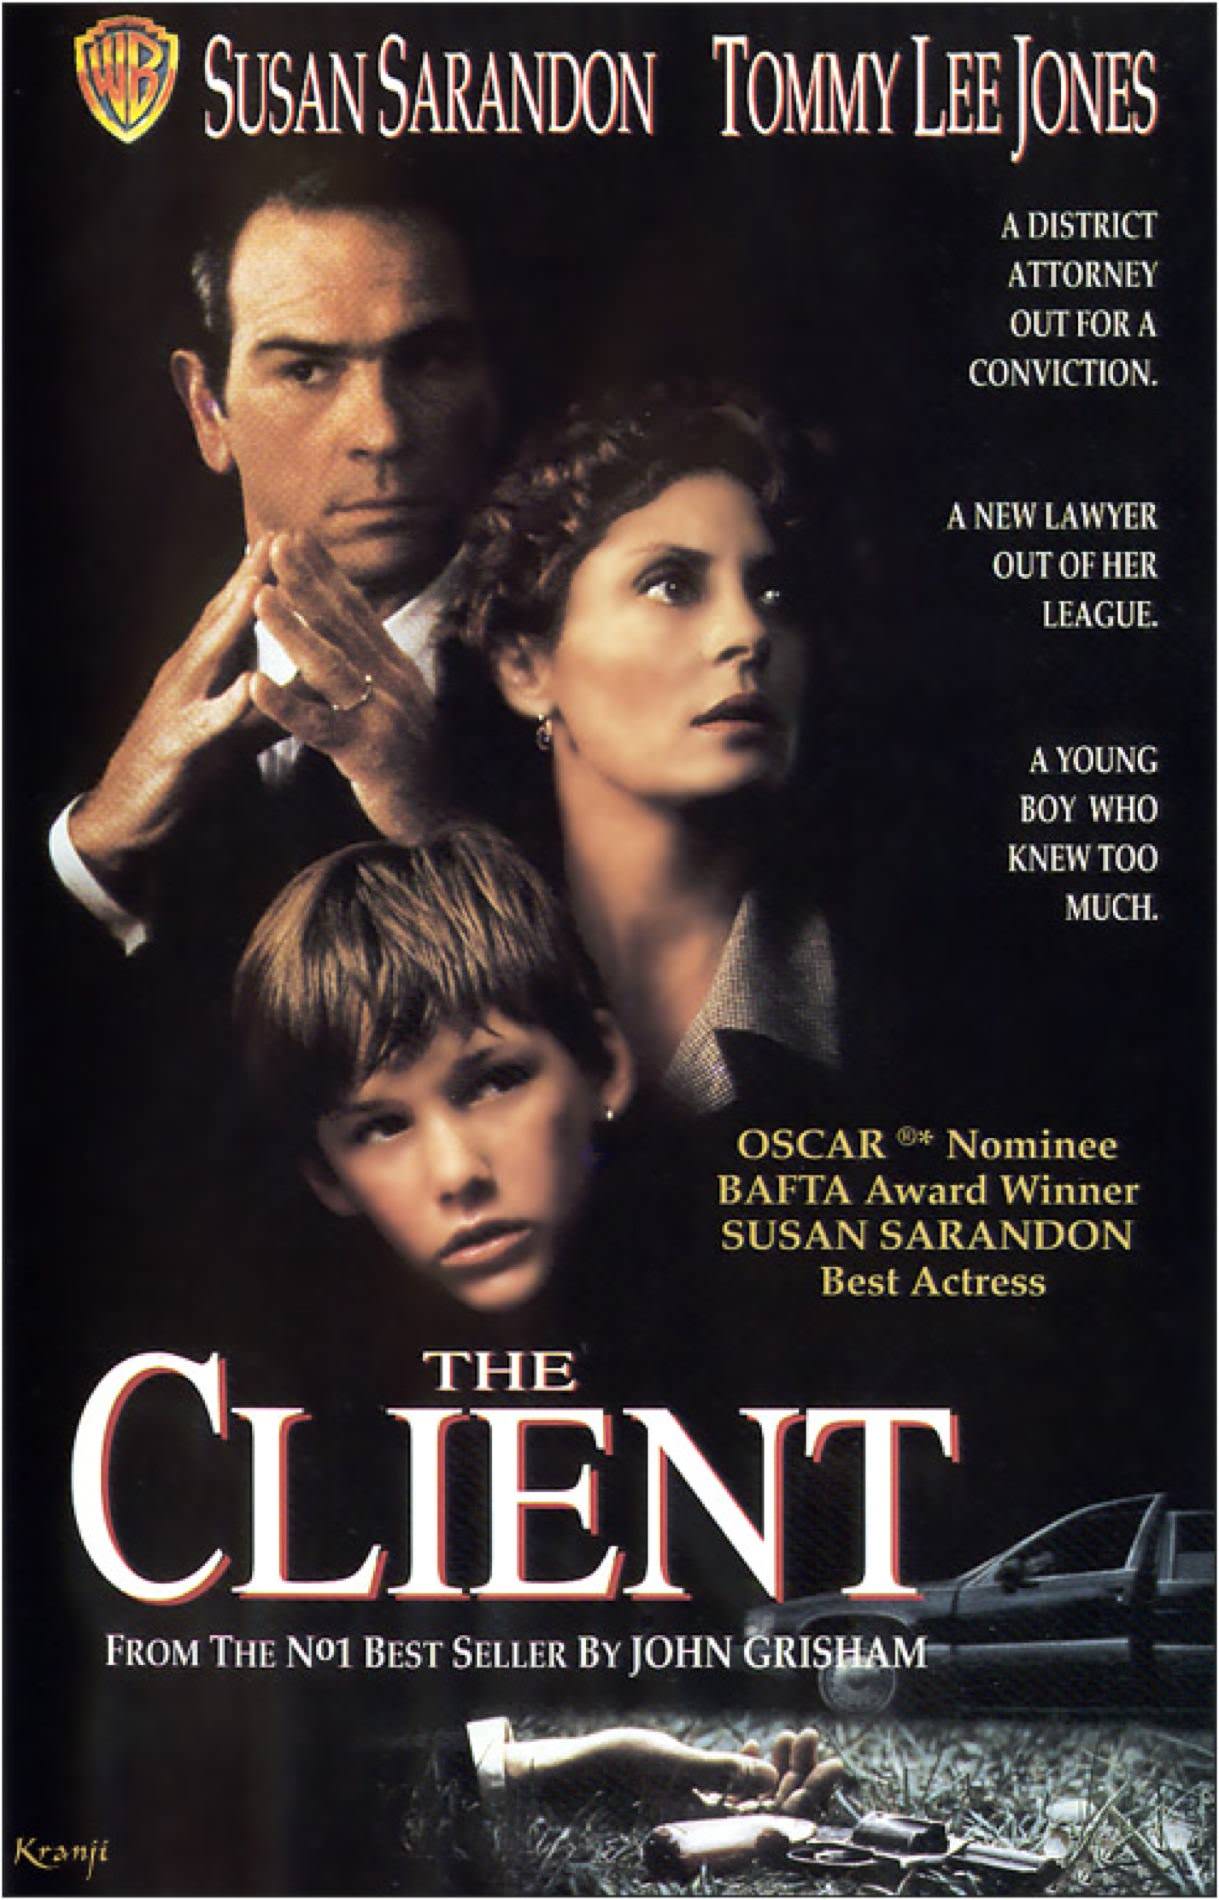 WB
SUSAN SARANDON TOMMY LEE JONES
A DISTRICT
ATTORNEY
OUT FOR A
CONVICTION.
A NEW LAWYER
OUT OF HER
LEAGUE.
A YOUNG
BOY WHO
KNEW TOO
MUCH.
OSCAR ®* Nominee
BAFTA Award Winner
SUSAN SARANDON
Best Actress
THE
CLIENT
FROM THE Nº1 BEST SELLER BY JOHN GRISHAM
Kranji